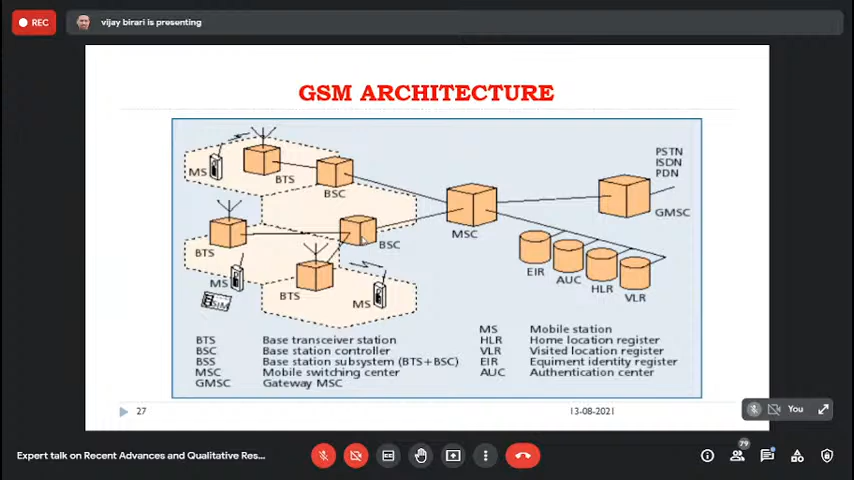 REC
vijay birari is presenting
GSM ARCHITECTURE
MS
BTS
BSC
PSTN
ISDN
PDN
MSC
GMSC
BTS
BSC
EIR
AUC
HLR
VLR
MS
SIM
BTS
MS
BTS Base transceiver station
BSC Base station controller
BSS Base station subsystem (BTS+BSC)
MSC Mobile switching center
GMSC Gateway MSC
MS Mobile station
HLR Home location register
VLR Visited location register
EIR Equiment identity register
AUC Authentication center
27
13-08-2021
You
Expert talk on Recent Advances and Qualitative Res...
79